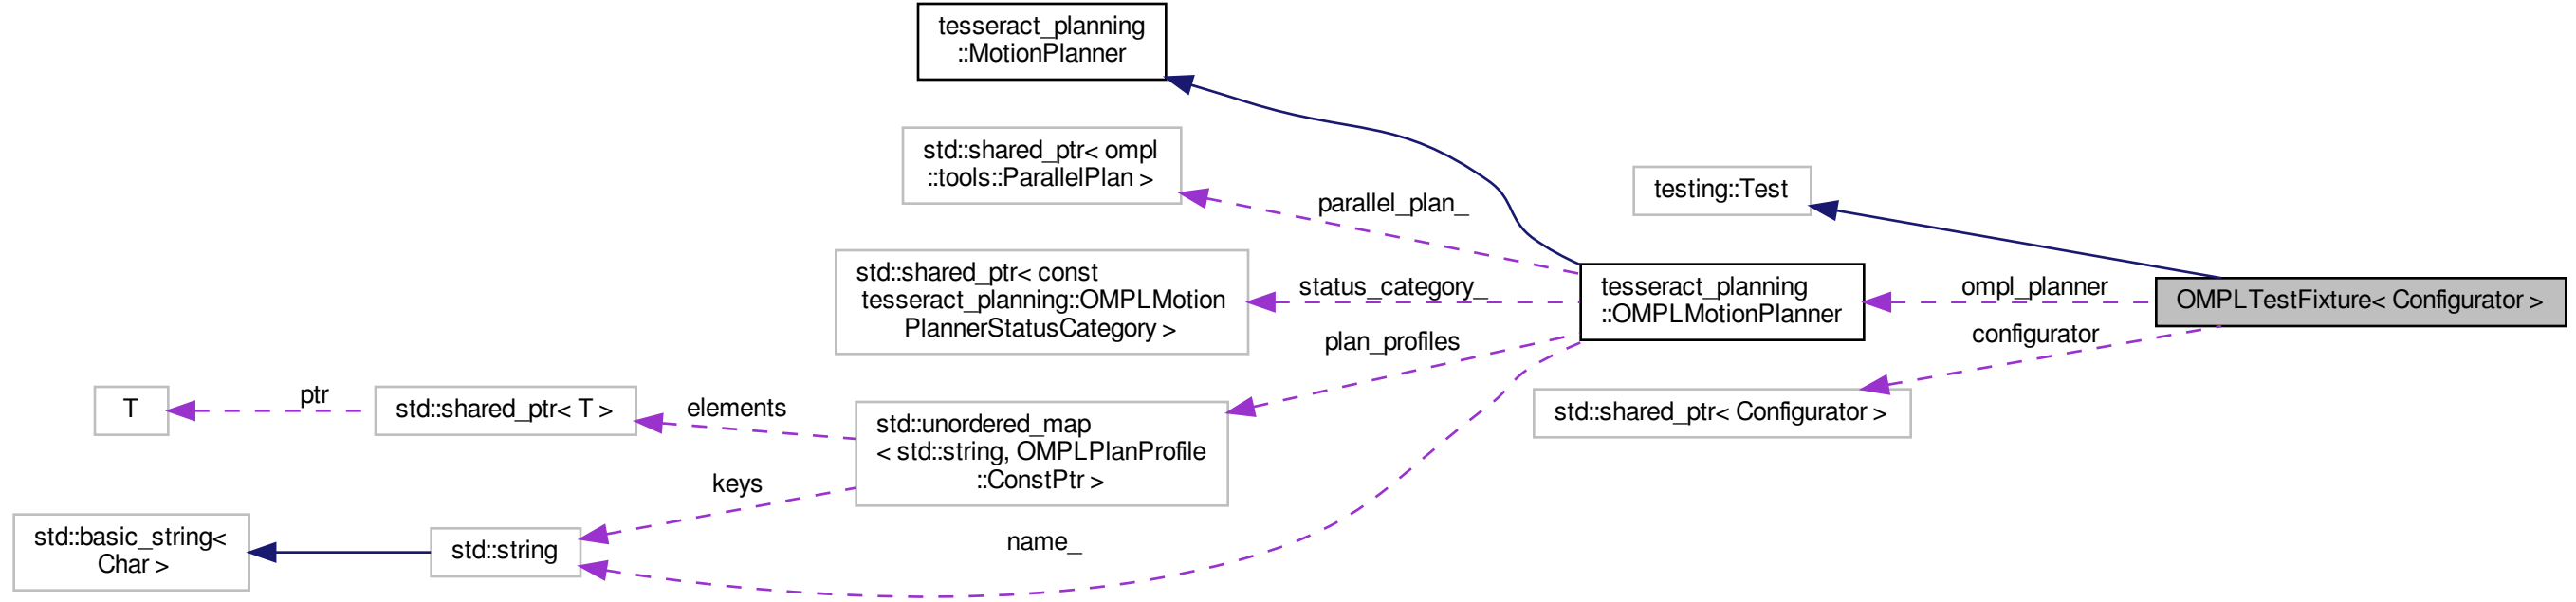 tesseract_planning
::MotionPlanner
std::shared_ptr< ompl
::tools::ParallelPlan >
parallel_plan_
testing::Test
std::shared_ptr< const
tesseract_planning::OMPLMotion
PlannerStatusCategory >
status_category_
tesseract_planning
::OMPLMotionPlanner
ompl_planner
OMPLTestFixture< Configurator >
configurator
plan_profiles
std::shared_ptr< Configurator >
T
ptr
std::shared_ptr< T >
elements
std::unordered_map
< std::string, OMPLPlanProfile
::ConstPtr >
keys
std::basic_string<
Char >
std::string
name_